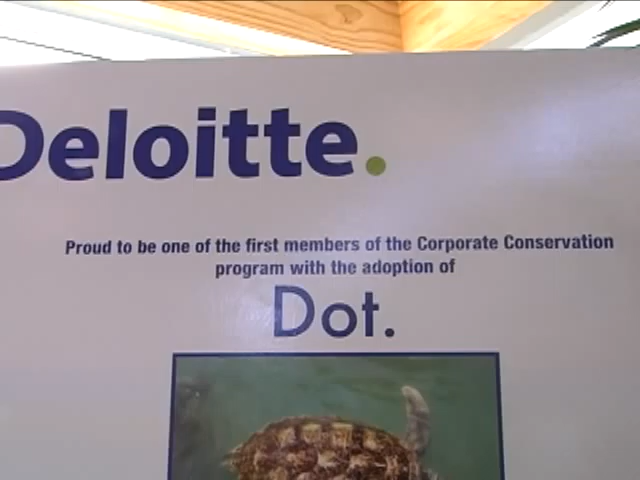 Deloitte.
Proud to be one of the first members of the Corporate Conservation
program with the adoption of
Dot.